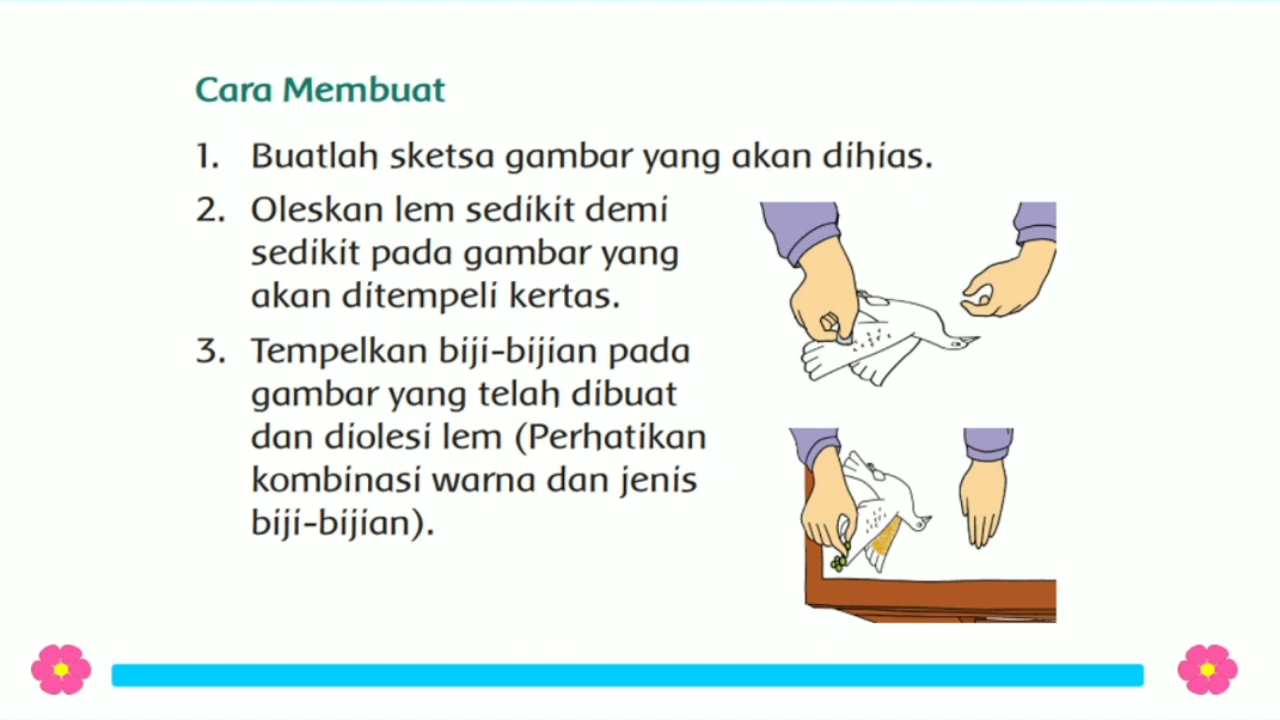 Cara Membuat
1. Buatlah sketsa gambar yang akan dihias.
2. Oleskan lem sedikit demi
sedikit pada gambar yang
akan ditempeli kertas.
3. Tempelkan biji-bijian pada
gambar yang telah dibuat
dan diolesi lem (Perhatikan
kombinasi warna dan jenis
biji-bijian).